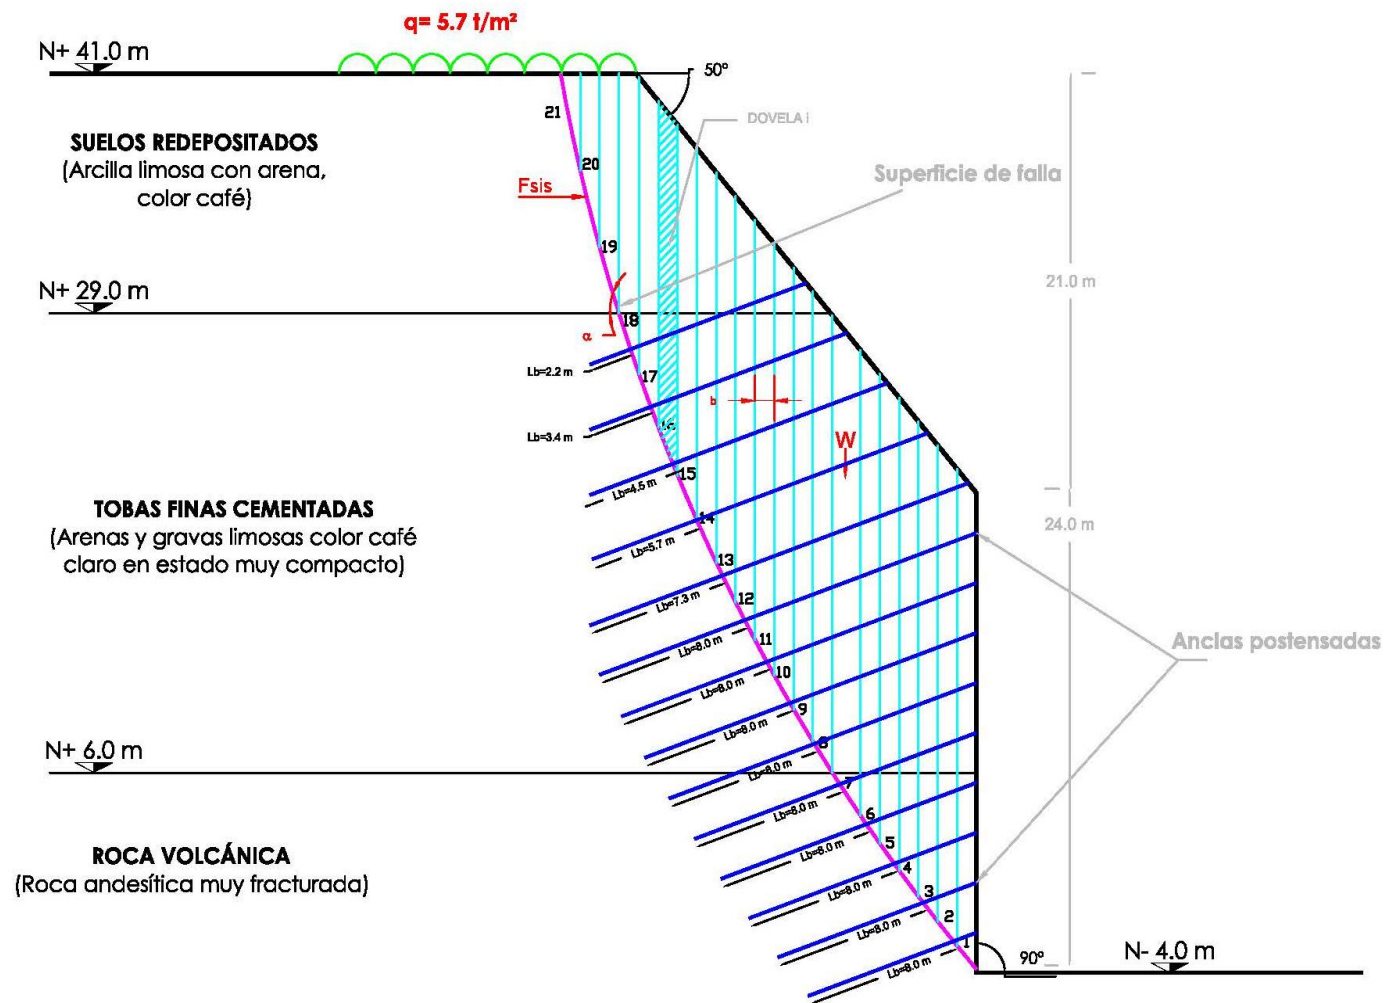 q= 5.7 t/m²
N+ 41.0 m
50°
21
DOVELA i
SUELOS REDEPOSITADOS
(Arcilla limosa con arena,
color café)
20
Superficie de falla
Fsis
19
N+ 29.0 m
21.0 m
18
α
Lb=2.2 m
17
b
Lb=3.4 m
16
W
15
Lb=4.5 m
TOBAS FINAS CEMENTADAS
(Arenas y gravas limosas color café
claro en estado muy compacto)
14
24.0 m
Lb=5.7 m
13
Lb=7.3 m
12
11
Lb=8.0 m
Anclas postensadas
10
Lb=8.0 m
9
Lb=8.0 m
8
N+ 6.0 m
Lb=8.0 m
7
Lb=8.0 m
6
5
Lb=8.0 m
ROCA VOLCÁNICA
(Roca andesítica muy fracturada)
4
Lb=8.0 m
3
2
Lb=8.0 m
1
90°
N- 4.0 m
Lb=8.0 m